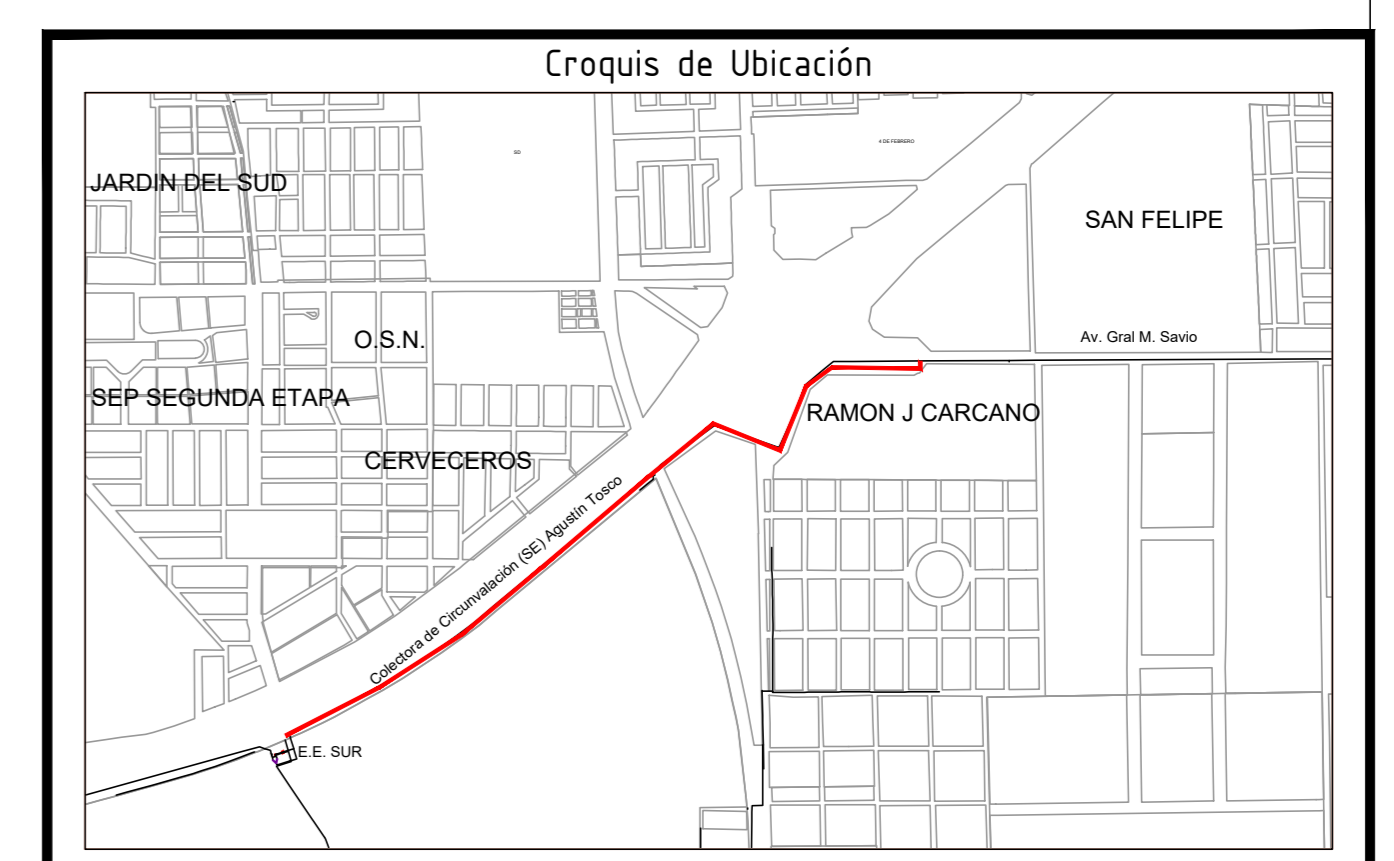 Croquis de Ubicación
SD
4 DE FEBRERO
JARDIN DEL SUD
SAN FELIPE
O.S.N.
Av. Gral M. Savio
SEP SEGUNDA ETAPA
RAMON J CARCANO
CERVECEROS
Colectora de Circunvalación (SE) Agustín Tosco
E.E. SUR